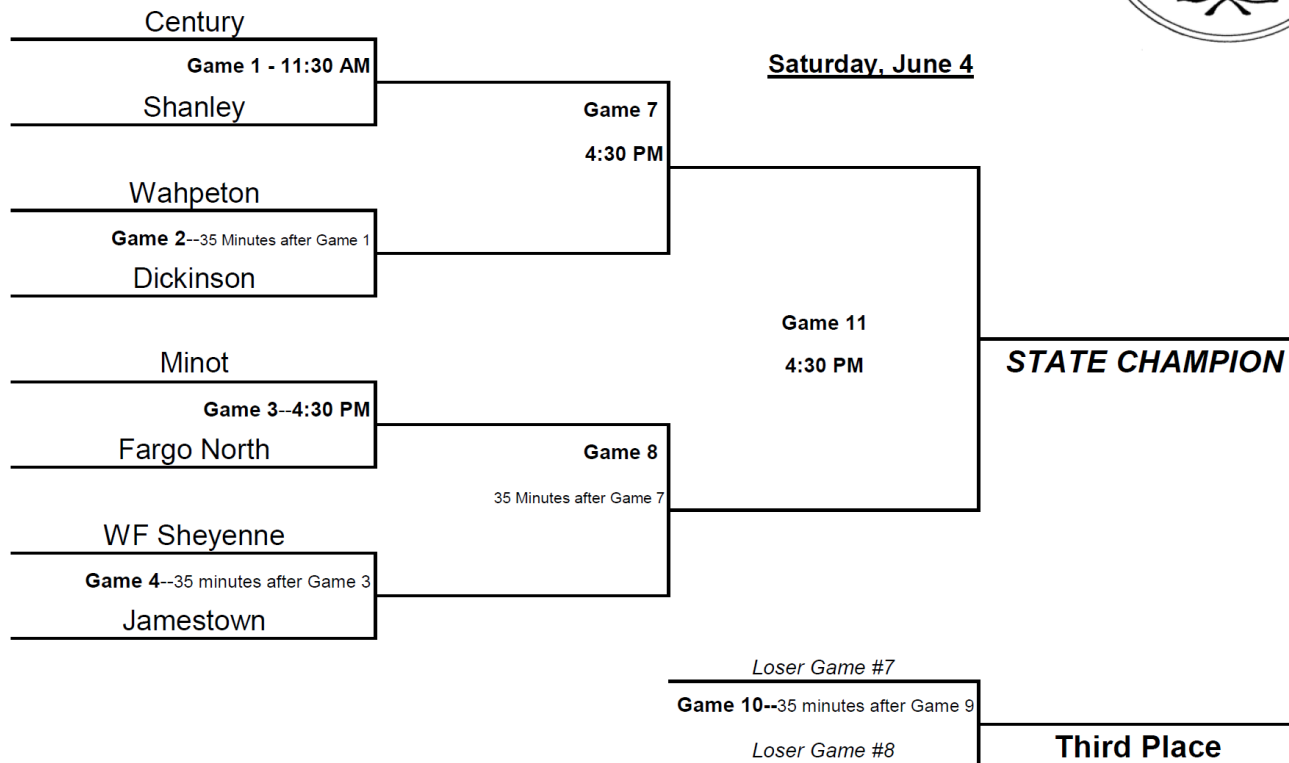 Century
Game 1 - 11:30 AM
Shanley
Saturday, June 4
Game 7
4:30 PM
Wahpeton
Game 2--35 Minutes after Game 1
Dickinson
Game 11
4:30 PM
STATE CHAMPION
Minot
Game 3--4:30 PM
Fargo North
Game 8
35 Minutes after Game 7
WF Sheyenne
Game 4--35 minutes after Game 3
Jamestown
Loser Game #7
Game 10--35 minutes after Game 9
Loser Game #8
Third Place